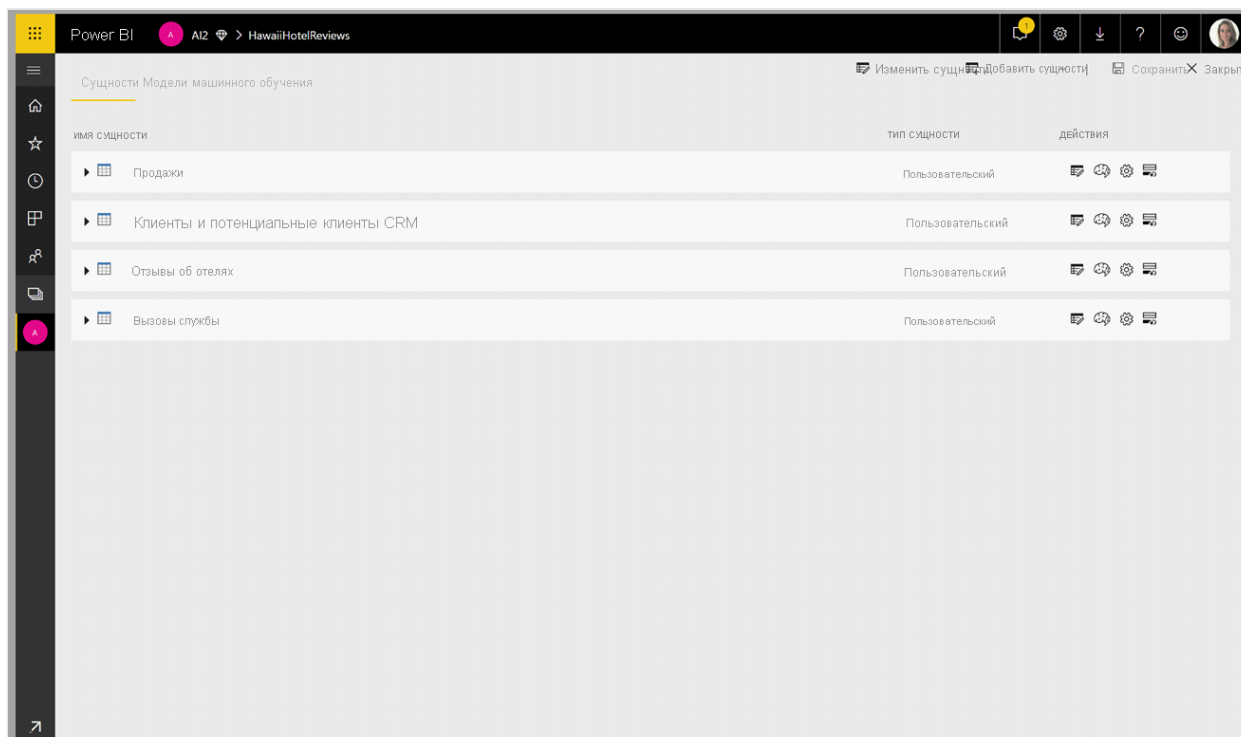 Power BI A AI2 > HawaiiHotelReviews 1 ?
Сущности Модели машинного обучения Изменить Добавить сущности Сохранить Закрыт
ИМЯ СУЩНОСТИ ТИП СУЩНОСТИ ДЕЙСТВИЯ
Продажи Пользовательский
Клиенты и потенциальные клиенты CRM Пользовательский
Отзывы об отелях Пользовательский
Вызовы службы Пользовательский
A